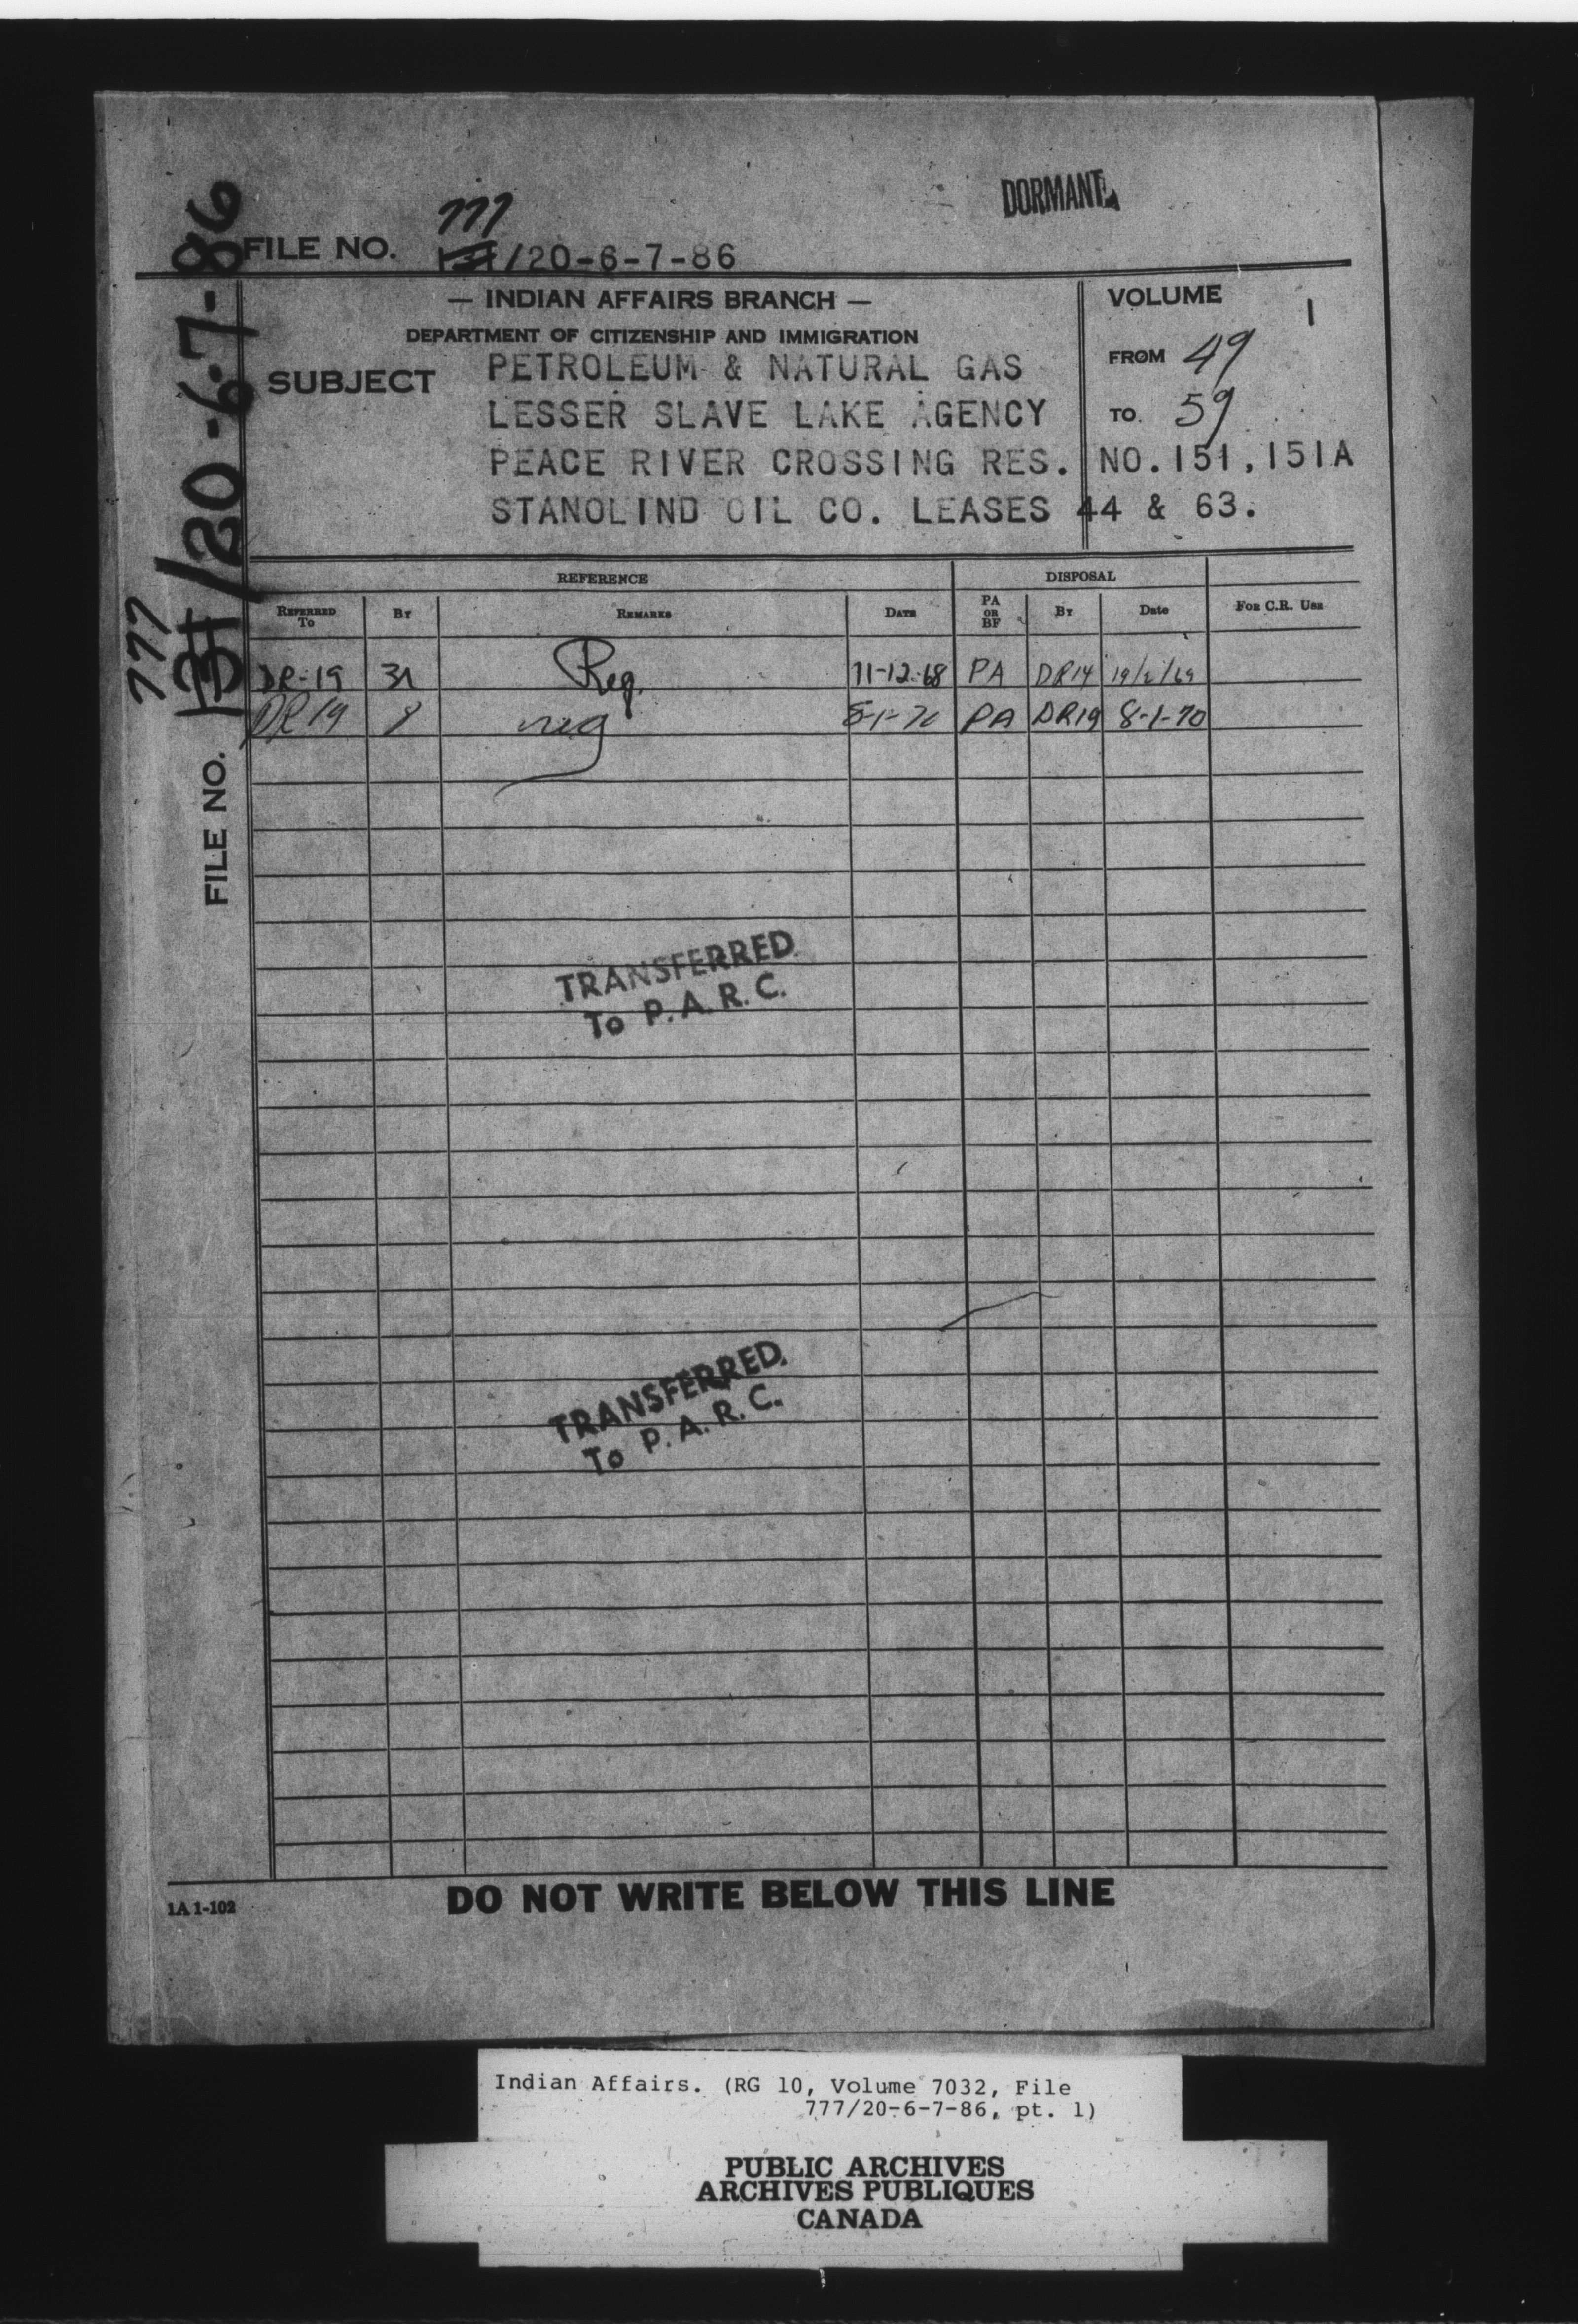 DORMANT
777
FILE NO. 131/20-6-7-86
— INDIAN AFFAIRS BRANCH —
DEPARTMENT OF CITIZENSHIP AND IMMIGRATION
SUBJECT PETROLEUM & NATURAL GAS
LESSER SLAVE LAKE AGENCY
PEACE RIVER CROSSING RES. NO. 151, 151A
STANOLIND OIL CO. LEASES 44 & 63.
VOLUME 1
FROM 49
TO 59
FILE NO. 131/20-6-7-86
777
REFERENCE DISPOSAL
REFERRED TO BY REMARKS DATE PA OR BF BY Date FOR C.R. USE
DR-19 Req. 11-12-68 PA DR14 19/2/69
DR19 8 req 8-1-70 PA DR19 8-1-70
TRANSFERRED
To P.A.R.C.
TRANSFERRED
To P.A.R.C.
1A 1-102
DO NOT WRITE BELOW THIS LINE
Indian Affairs. (RG 10, Volume 7032, File
777/20-6-7-86, pt. 1)
PUBLIC ARCHIVES
ARCHIVES PUBLIQUES
CANADA